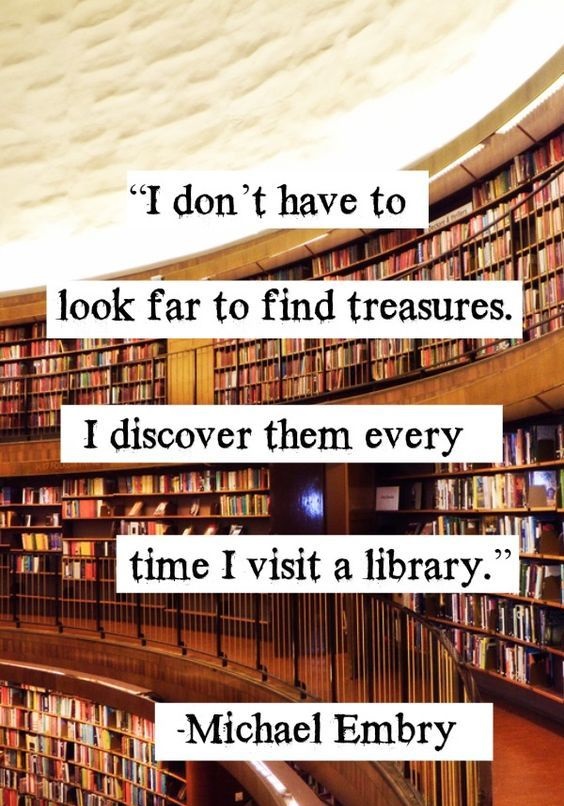 “I don’t have to
look far to find treasures.
I discover them every
time I visit a library.”
-Michael Embry